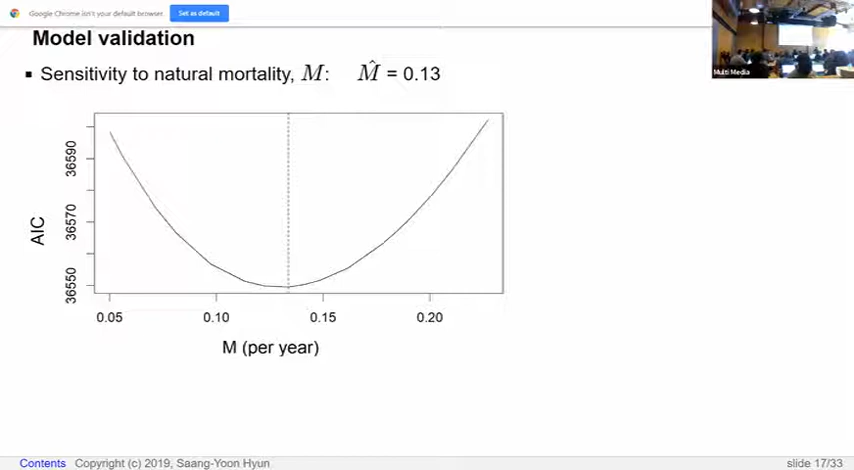 Google Chrome isn't your default browser.
Set as default
Model validation
Multi Media
▪ Sensitivity to natural mortality, M: M̂ = 0.13
AIC
36590
36570
36550
0.05 0.10 0.15 0.20
M (per year)
Contents Copyright (c) 2019, Saang-Yoon Hyun slide 17/33